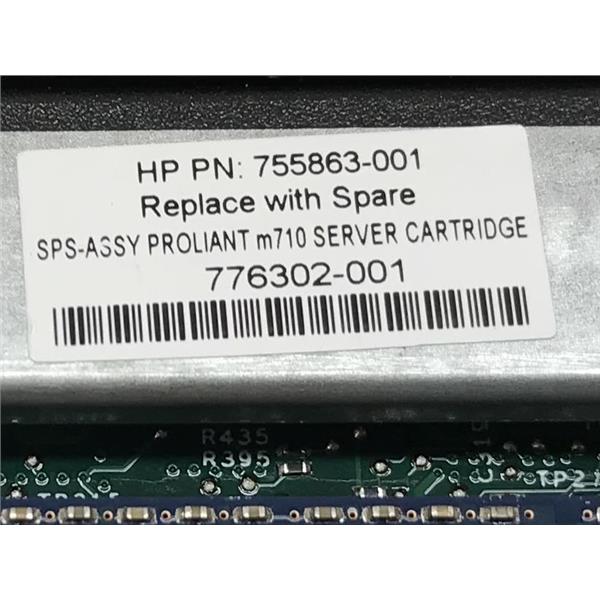 HP PN: 755863-001
Replace with Spare
SPS-ASSY PROLIANT m710 SERVER CARTRIDGE
776302-001
R435
R395